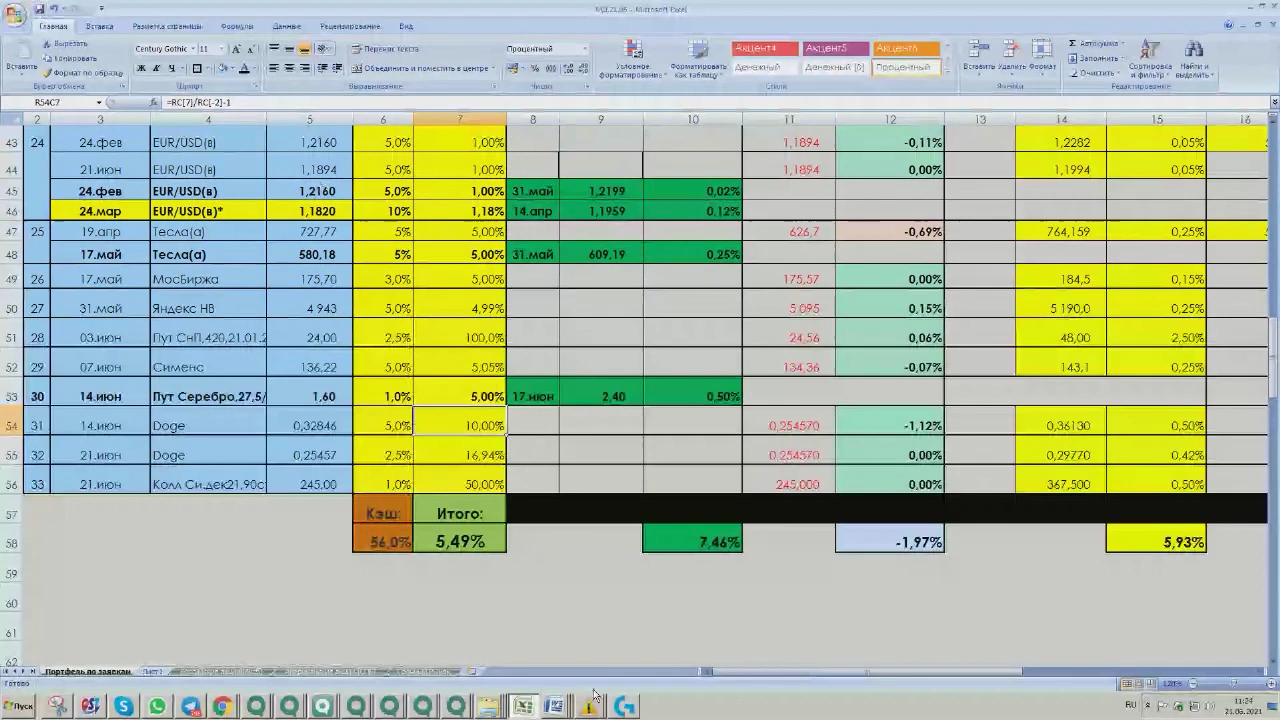 МД.21.06 - Microsoft Excel
Главная Вставка Разметка страницы Формулы Данные Рецензирование Вид
Вставить Вырезать Копировать Формат по образцу Буфер обмена
Century Gothic 11 Шрифт
Перенос текста Объединить и поместить в центре Выравнивание
Процентный Число
Условное форматирование Форматировать как таблицу
Акцент4 Акцент5 Акцент6
Денежный Денежный [0] Процентный
Стили
Вставить Удалить Формат Ячейки
Автосумма Заполнить Очистить Сортировка и фильтр Найти и выделить Редактирование
R54C7 =RC[7]/RC[-2]-1
2 3 4 5 6 7 8 9 10 11 12 13 14 15 16
43 24 24.фев EUR/USD(в) 1,2160 5,0% 1,00% 1,1894 -0,11% 1,2282 0,05%
44 21.июн EUR/USD(в) 1,1894 5,0% 1,00% 1,1894 0,00% 1,1994 0,05%
45 24.фев EUR/USD(в) 1,2160 5,0% 1,00% 31.май 1,2199 0,02%
46 24.мар EUR/USD(в)* 1,1820 10% 1,18% 14.апр 1,1959 0,12%
47 25 19.апр Тесла(а) 727,77 5% 5,00% 626,7 -0,69% 764,159 0,25%
48 17.май Тесла(а) 580,18 5% 5,00% 31.май 609,19 0,25%
49 26 17.май МосБиржа 175,70 3,0% 5,00% 175,57 0,00% 184,5 0,15%
50 27 31.май Яндекс НВ 4 943 5,0% 4,99% 5 095 0,15% 5 190,0 0,25%
51 28 03.июн Пут СнП,420,21.01.2 24,00 2,5% 100,0% 24,56 0,06% 48,00 2,50%
52 29 07.июн Сименс 136,22 5,0% 5,05% 134,36 -0,07% 143,1 0,25%
53 30 14.июн Пут Серебро,27,5/ 1,60 1,0% 5,00% 17.июн 2,40 0,50%
54 31 14.июн Doge 0,32846 5,0% 10,00% 0,254570 -1,12% 0,36130 0,50%
55 32 21.июн Doge 0,25457 2,5% 16,94% 0,254570 0,00% 0,29770 0,42%
56 33 21.июн Колл Си.дек21.90с 245,00 1,0% 50,00% 245,000 0,00% 367,500 0,50%
57 Кэш: Итого:
58 56,0% 5,49% 7,46% -1,97% 5,93%
59
60
61
62
Портфель по заявкам Лист1
Готово 120%
Пуск RU 11:24
21.06.2021